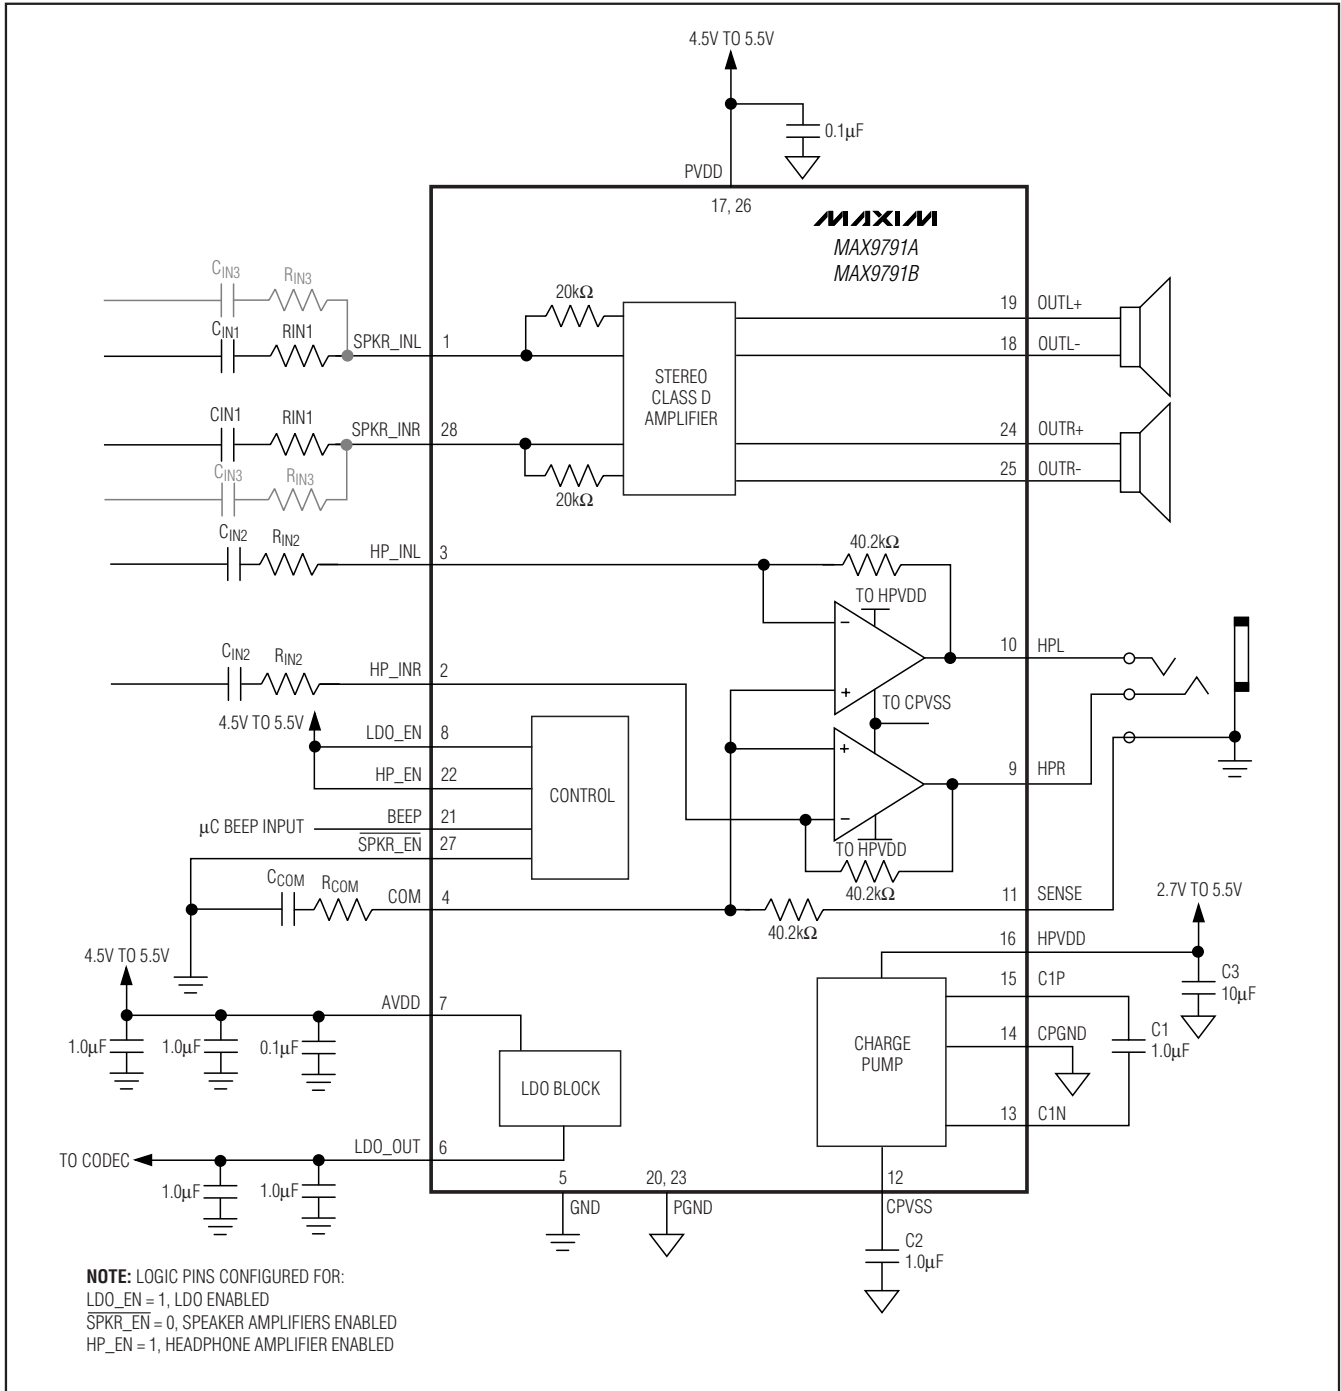 4.5V TO 5.5V
0.1µF
PVDD
17, 26
MAXIM
MAX9791A
MAX9791B
CIN3
RIN3
CIN1
RIN1
SPKR_INL
1
20kΩ
STEREO
CLASS D
AMPLIFIER
19
OUTL+
18
OUTL-
CIN1
RIN1
SPKR_INR
28
24
OUTR+
25
OUTR-
CIN3
RIN3
20kΩ
CIN2
RIN2
HP_INL
3
40.2kΩ
TO HPVDD
−
+
10
HPL
CIN2
RIN2
HP_INR
2
TO CPVSS
4.5V TO 5.5V
LDO_EN
8
HP_EN
22
CONTROL
+
−
9
HPR
µC BEEP INPUT
BEEP
21
SPKR_EN
27
TO HPVDD
40.2kΩ
CCOM
RCOM
COM
4
40.2kΩ
11
SENSE
2.7V TO 5.5V
16
HPVDD
C3
10µF
4.5V TO 5.5V
AVDD
7
1.0µF
1.0µF
0.1µF
LDO BLOCK
CHARGE
PUMP
15
C1P
14
CPGND
C1
1.0µF
13
C1N
TO CODEC
LDO_OUT
6
1.0µF
1.0µF
5
GND
20, 23
PGND
12
CPVSS
C2
1.0µF
NOTE: LOGIC PINS CONFIGURED FOR:
LDO_EN = 1, LDO ENABLED
SPKR_EN = 0, SPEAKER AMPLIFIERS ENABLED
HP_EN = 1, HEADPHONE AMPLIFIER ENABLED